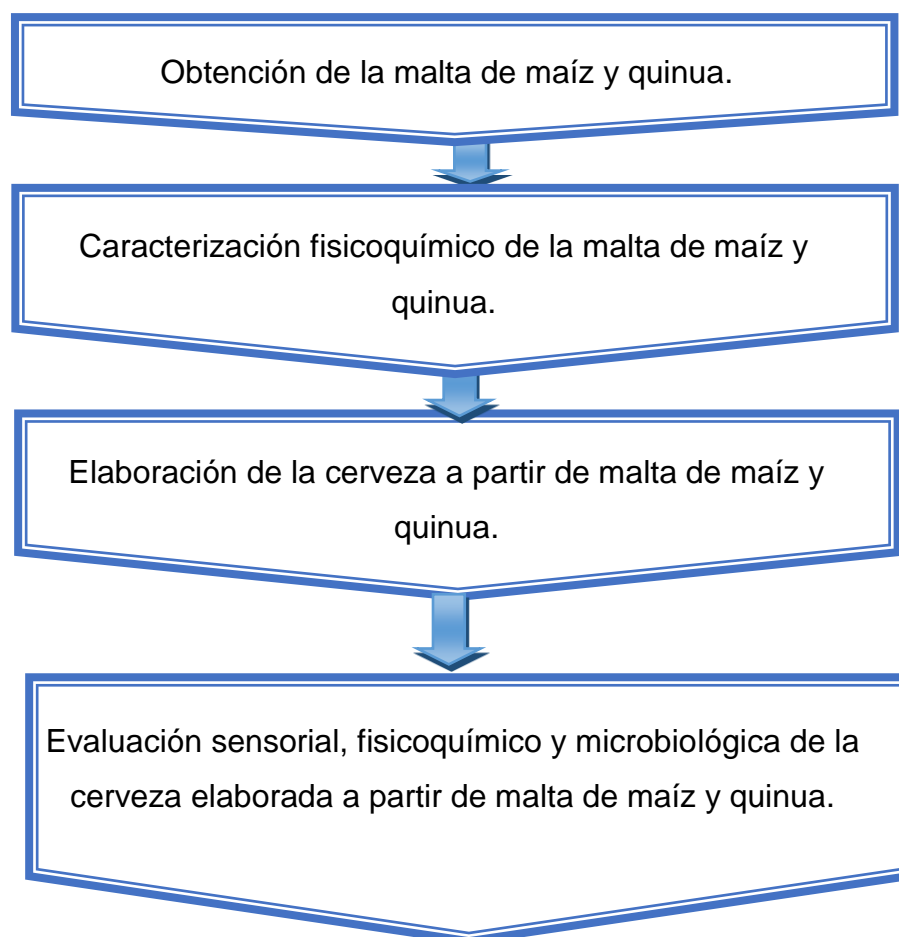 Obtención de la malta de maíz y quinua.
Caracterización fisicoquímico de la malta de maíz y
quinua.
Elaboración de la cerveza a partir de malta de maíz y
quinua.
Evaluación sensorial, fisicoquímico y microbiológica de la
cerveza elaborada a partir de malta de maíz y quinua.